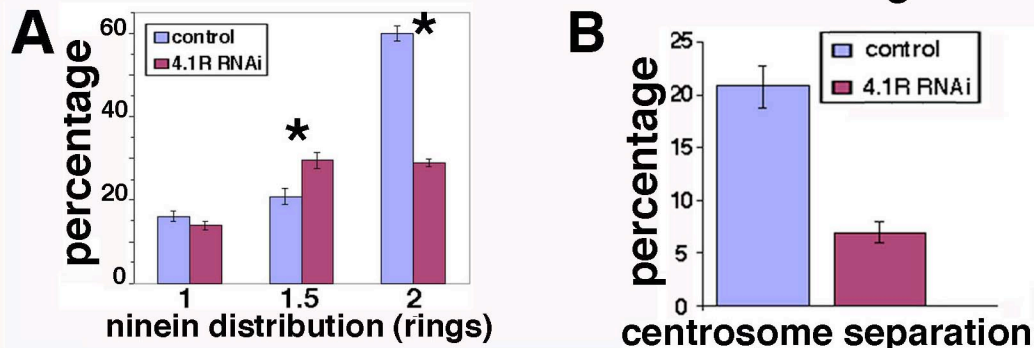 A
percentage
60
40
20
0
control
4.1R RNAi
*
*
1 1.5 2
ninein distribution (rings)
B
percentage
25
20
15
10
5
0
control
4.1R RNAi
centrosome separation